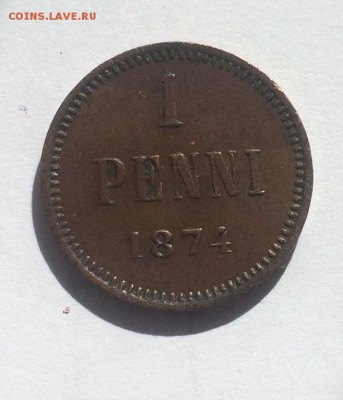 COINS.LAVE.RU
1
PENNI
1874